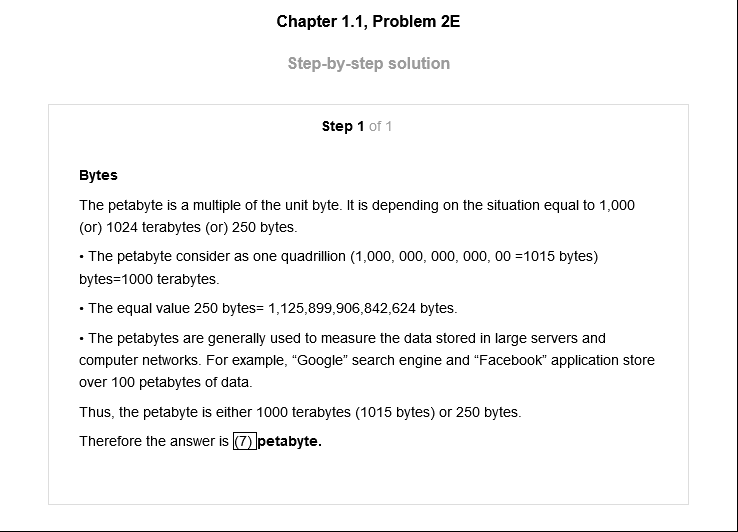 Chapter 1.1, Problem 2E
Step-by-step solution
Step 1 of 1
Bytes
The petabyte is a multiple of the unit byte. It is depending on the situation equal to 1,000
(or) 1024 terabytes (or) 250 bytes.
• The petabyte consider as one quadrillion (1,000, 000, 000, 000, 00 =1015 bytes)
bytes=1000 terabytes.
• The equal value 250 bytes= 1,125,899,906,842,624 bytes.
• The petabytes are generally used to measure the data stored in large servers and
computer networks. For example, “Google” search engine and “Facebook” application store
over 100 petabytes of data.
Thus, the petabyte is either 1000 terabytes (1015 bytes) or 250 bytes.
Therefore the answer is (7) petabyte.